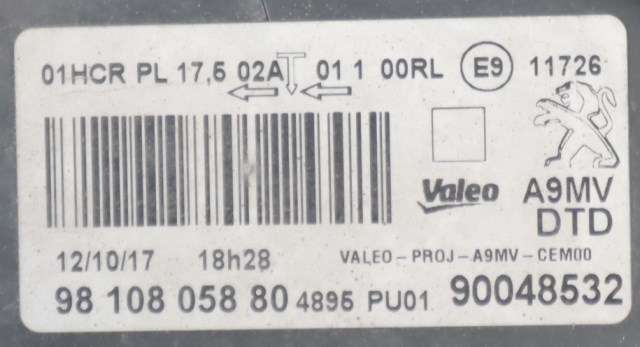 01HCR PL 17,5 02A 01 1 00RL E9 11726
Valeo A9MV
DTD
12/10/17 18h28 VALEO-PROJ-A9MV-CEM00
98 108 058 80 4895 PU01 90048532